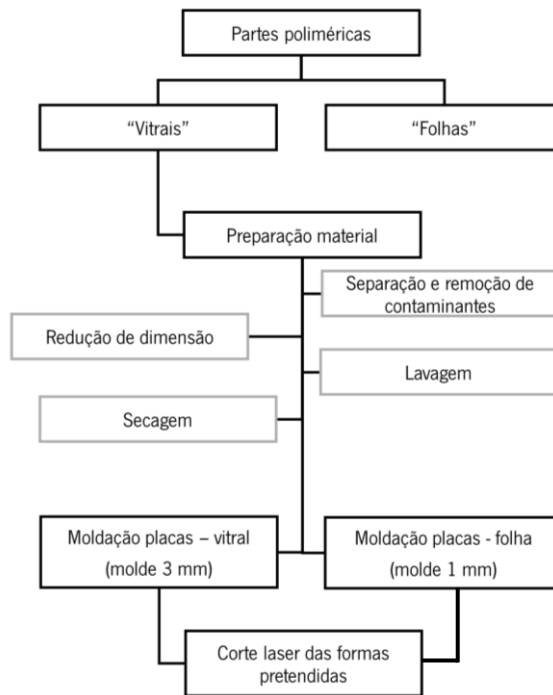 Partes poliméricas
“Vitrais”
“Folhas”
Preparação material
Separação e remoção de
contaminantes
Redução de dimensão
Lavagem
Secagem
Moldação placas – vitral
(molde 3 mm)
Moldação placas - folha
(molde 1 mm)
Corte laser das formas
pretendidas